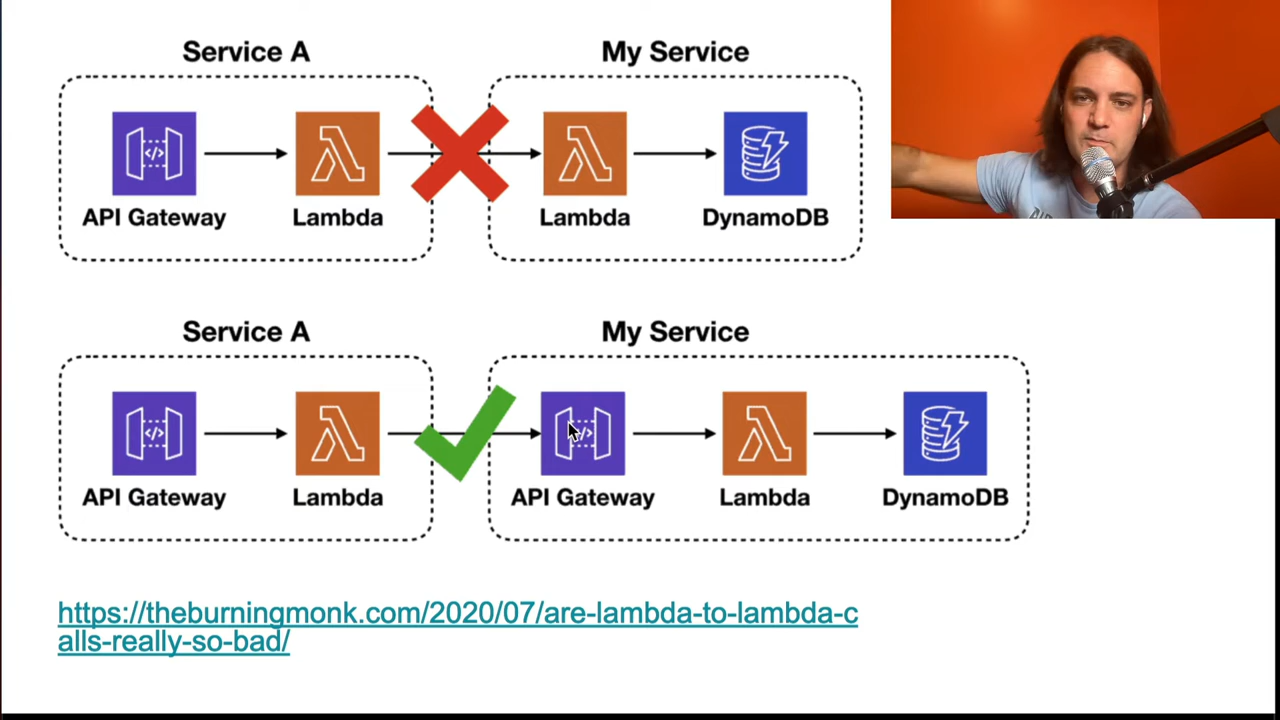 Service A
My Service
API Gateway
Lambda
Lambda
DynamoDB
Service A
My Service
API Gateway
Lambda
API Gateway
Lambda
DynamoDB
https://theburningmonk.com/2020/07/are-lambda-to-lambda-c
alls-really-so-bad/